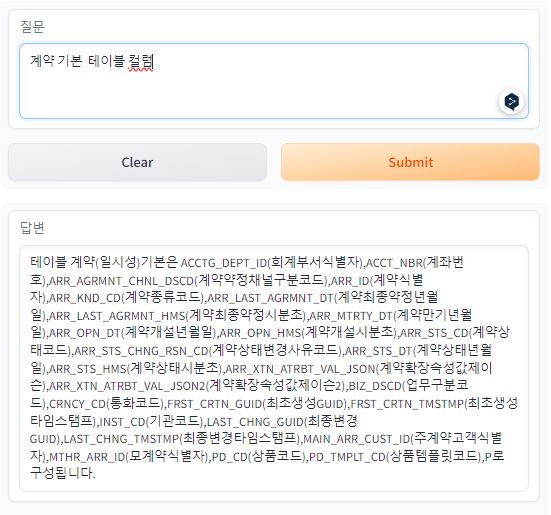 질문
계약 기본  테이블 컬럼
Clear
Submit
답변
테이블 계약(일시성)기본은 ACCTG_DEPT_ID(회계부서식별자),ACCT_NBR(계좌번
호),ARR_AGRMNT_CHNL_DSCD(계약약정채널구분코드),ARR_ID(계약식별
자),ARR_KND_CD(계약종류코드),ARR_LAST_AGRMNT_DT(계약최종약정년월
일),ARR_LAST_AGRMNT_HMS(계약최종약정시분초),ARR_MTRTY_DT(계약만기년월
일),ARR_OPN_DT(계약개설년월일),ARR_OPN_HMS(계약개설시분초),ARR_STS_CD(계약상
태코드),ARR_STS_CHNG_RSN_CD(계약상태변경사유코드),ARR_STS_DT(계약상태년월
일),ARR_STS_HMS(계약상태시분초),ARR_XTN_ATRBT_VAL_JSON(계약확장속성값제이
슨),ARR_XTN_ATRBT_VAL_JSON2(계약확장속성값제이슨2),BIZ_DSCD(업무구분코
드),CRNCY_CD(통화코드),FRST_CRTN_GUID(최초생성GUID),FRST_CRTN_TMSTMP(최초생성
타임스탬프),INST_CD(기관코드),LAST_CHNG_GUID(최종변경
GUID),LAST_CHNG_TMSTMP(최종변경타임스탬프),MAIN_ARR_CUST_ID(주계약고객식별
자),MTHR_ARR_ID(모계약식별자),PD_CD(상품코드),PD_TMPLT_CD(상품템플릿코드),P로
구성됩니다.